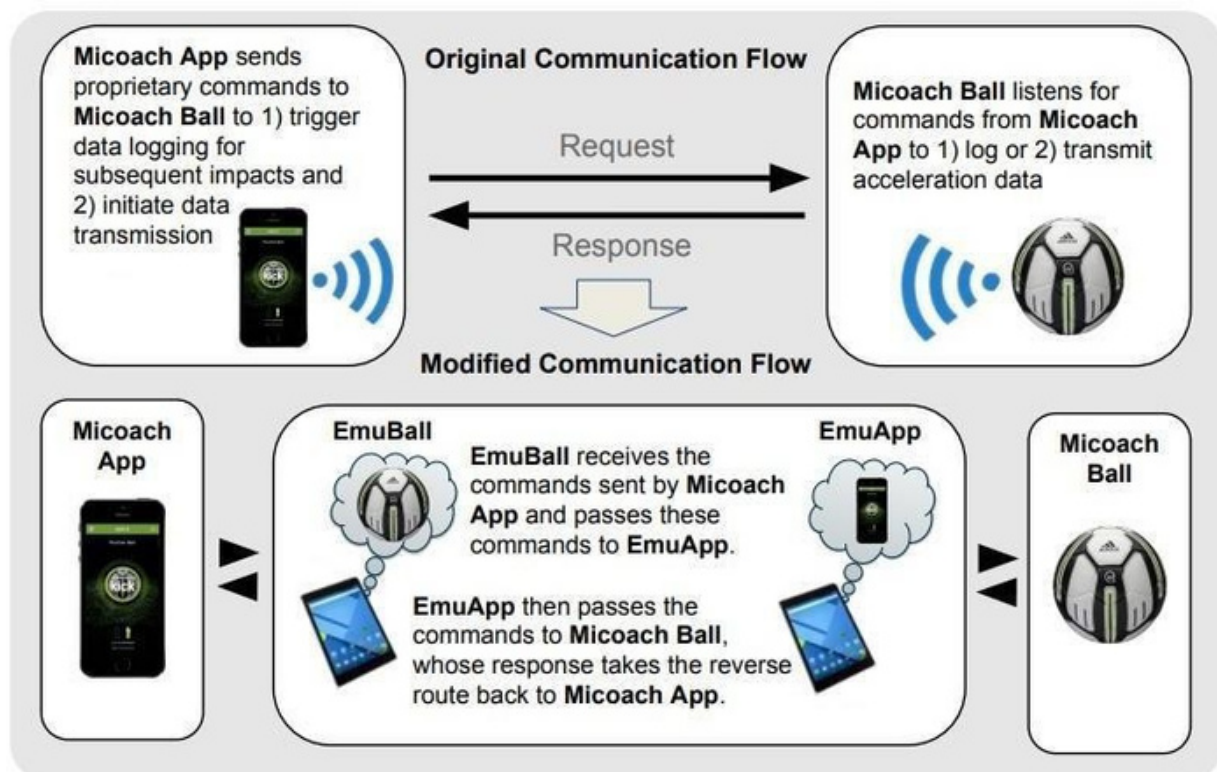 Micoach App sends
proprietary commands to
Micoach Ball to 1) trigger
data logging for
subsequent impacts and
2) initiate data
transmission
Original Communication Flow
Request
Response
Micoach Ball listens for
commands from Micoach
App to 1) log or 2) transmit
acceleration data
Modified Communication Flow
Micoach
App
EmuBall
EmuBall receives the
commands sent by Micoach
App and passes these
commands to EmuApp.
EmuApp then passes the
commands to Micoach Ball,
whose response takes the reverse
route back to Micoach App.
EmuApp
Micoach
Ball
kick
kick
adidas